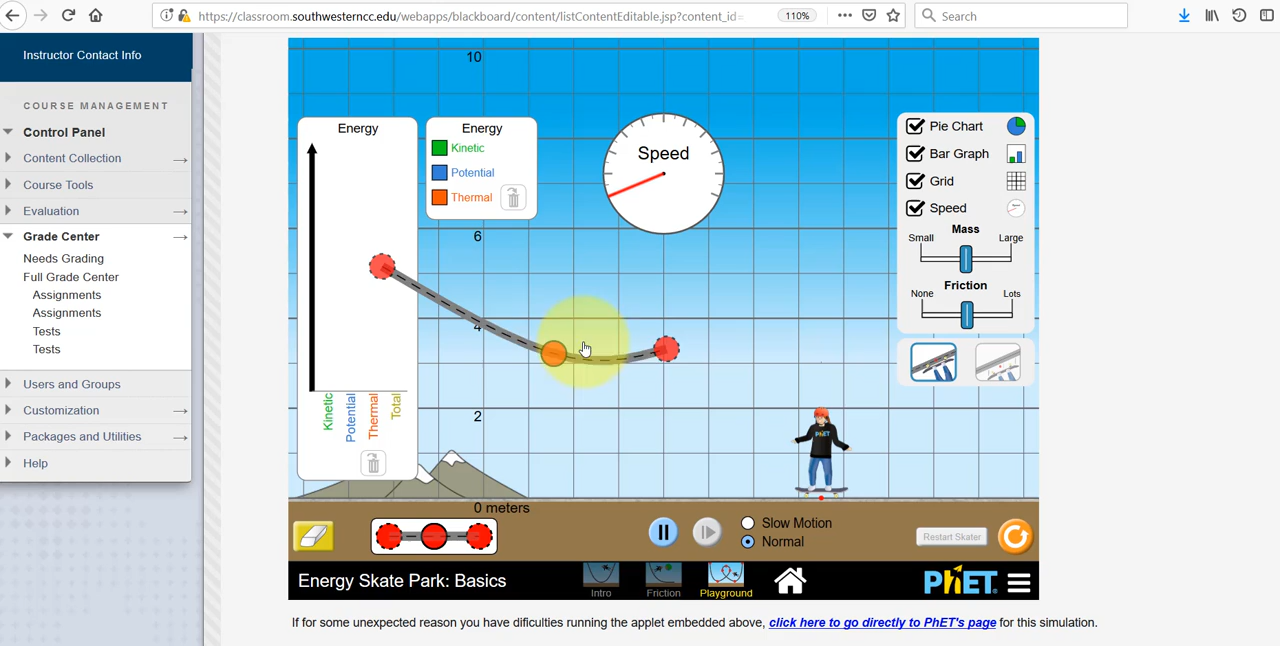 https://classroom.southwesterncc.edu/webapps/blackboard/content/listContentEditable.jsp?content_id=
110%
Search
Instructor Contact Info
COURSE MANAGEMENT
Control Panel
Content Collection
Course Tools
Evaluation
Grade Center
Needs Grading
Full Grade Center
Assignments
Assignments
Tests
Tests
Users and Groups
Customization
Packages and Utilities
Help
10
6
4
2
0 meters
Energy
Kinetic
Potential
Thermal
Total
Energy
Kinetic
Potential
Thermal
Speed
Pie Chart
Bar Graph
Grid
Speed
Mass
Small Large
Friction
None Lots
PhET
Slow Motion
Normal
Restart Skater
Energy Skate Park: Basics
Intro
Friction
Playground
PhET
If for some unexpected reason you have dificulties running the applet embedded above, click here to go directly to PhET's page for this simulation.